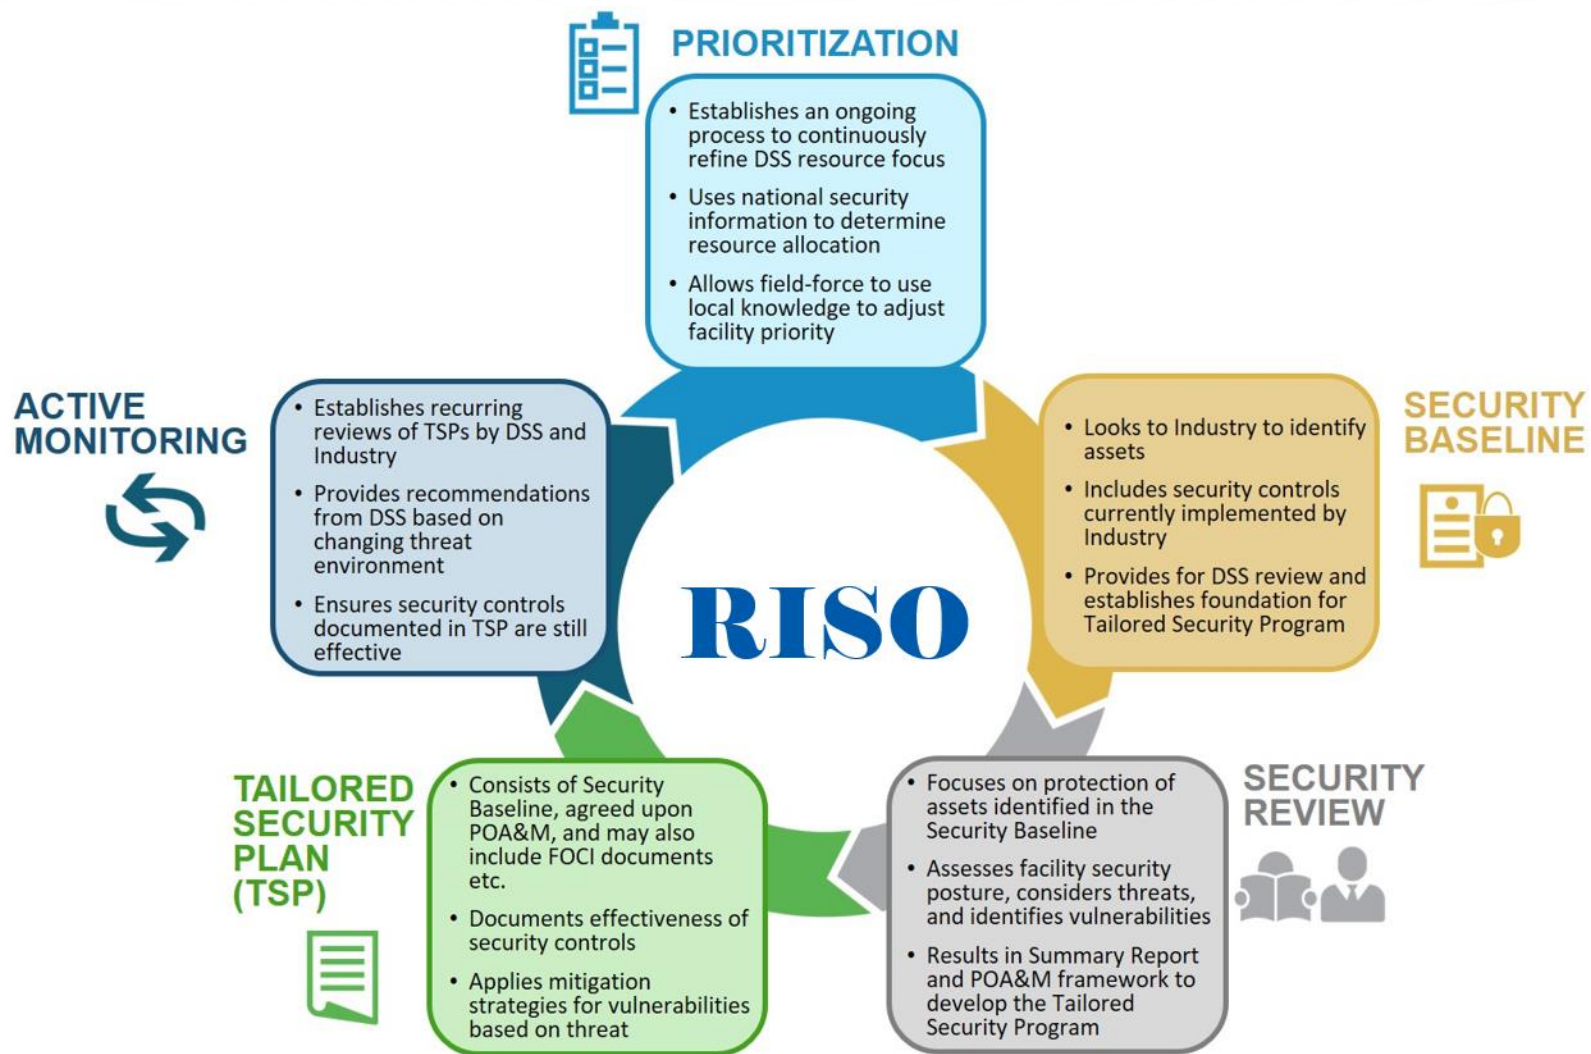 PRIORITIZATION
• Establishes an ongoing
process to continuously
refine DSS resource focus
• Uses national security
information to determine
resource allocation
• Allows field-force to use
local knowledge to adjust
facility priority
SECURITY
BASELINE
• Looks to Industry to identify
assets
• Includes security controls
currently implemented by
Industry
• Provides for DSS review and
establishes foundation for
Tailored Security Program
SECURITY
REVIEW
• Focuses on protection of
assets identified in the
Security Baseline
• Assesses facility security
posture, considers threats,
and identifies vulnerabilities
• Results in Summary Report
and POA&M framework to
develop the Tailored
Security Program
TAILORED
SECURITY
PLAN
(TSP)
• Consists of Security
Baseline, agreed upon
POA&M, and may also
include FOCI documents
etc.
• Documents effectiveness of
security controls
• Applies mitigation
strategies for vulnerabilities
based on threat
ACTIVE
MONITORING
• Establishes recurring
reviews of TSPs by DSS and
Industry
• Provides recommendations
from DSS based on
changing threat
environment
• Ensures security controls
documented in TSP are still
effective
RISO